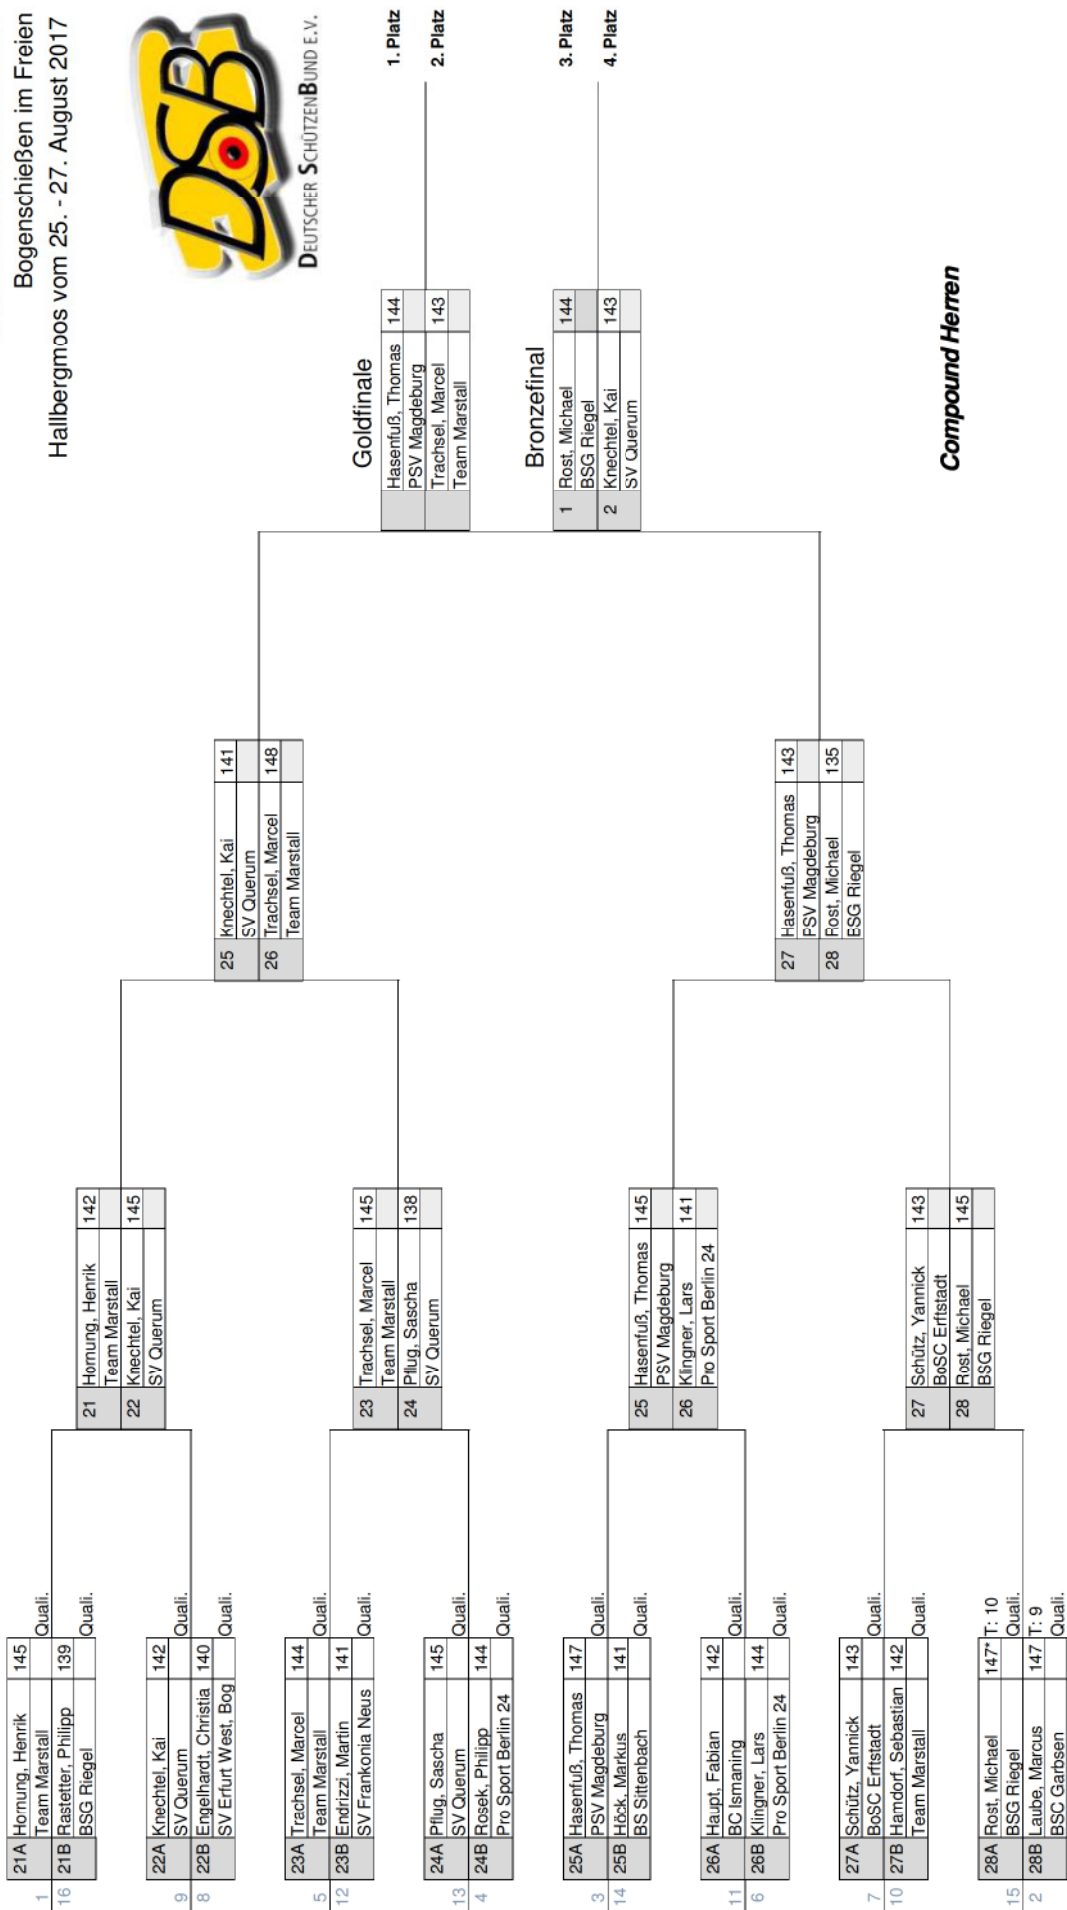 Bogenschießen im Freien
Hallbergmoos vom 25. - 27. August 2017
DSB
DEUTSCHER SCHÜTZENBUND E.V.
1
21A Hornung, Henrik 145
Team Marstall Quali.
16
21B Rastetter, Philipp 139
BSG Riegel Quali.
9
22A Knechtel, Kai 142
SV Querum Quali.
8
22B Engelhardt, Christia 140
SV Erfurt West, Bog Quali.
5
23A Trachsel, Marcel 144
Team Marstall Quali.
12
23B Endrizzi, Martin 141
SV Frankonia Neus Quali.
13
24A Pflug, Sascha 145
SV Querum Quali.
4
24B Rosek, Philipp 144
Pro Sport Berlin 24 Quali.
3
25A Hasenfuß, Thomas 147
PSV Magdeburg Quali.
14
25B Höck, Markus 141
BS Sittenbach Quali.
11
26A Haupt, Fabian 142
BC Ismaning Quali.
6
26B Klingner, Lars 144
Pro Sport Berlin 24 Quali.
7
27A Schütz, Yannick 143
BoSC Erftstadt Quali.
10
27B Hamdorf, Sebastian 142
Team Marstall Quali.
15
28A Rost, Michael 147* T: 10
BSG Riegel Quali.
2
28B Laube, Marcus 147 T: 9
BSC Garbsen Quali.
21 Hornung, Henrik 142
Team Marstall
22 Knechtel, Kai 145
SV Querum
23 Trachsel, Marcel 145
Team Marstall
24 Pflug, Sascha 138
SV Querum
25 Hasenfuß, Thomas 145
PSV Magdeburg
26 Klingner, Lars 141
Pro Sport Berlin 24
27 Schütz, Yannick 143
BoSC Erftstadt
28 Rost, Michael 145
BSG Riegel
25 Knechtel, Kai 141
SV Querum
26 Trachsel, Marcel 148
Team Marstall
27 Hasenfuß, Thomas 143
PSV Magdeburg
28 Rost, Michael 135
BSG Riegel
Goldfinale
Hasenfuß, Thomas 144
PSV Magdeburg
Trachsel, Marcel 143
Team Marstall
1. Platz
2. Platz
Bronzefinal
1 Rost, Michael 144
BSG Riegel
2 Knechtel, Kai 143
SV Querum
3. Platz
4. Platz
Compound Herren